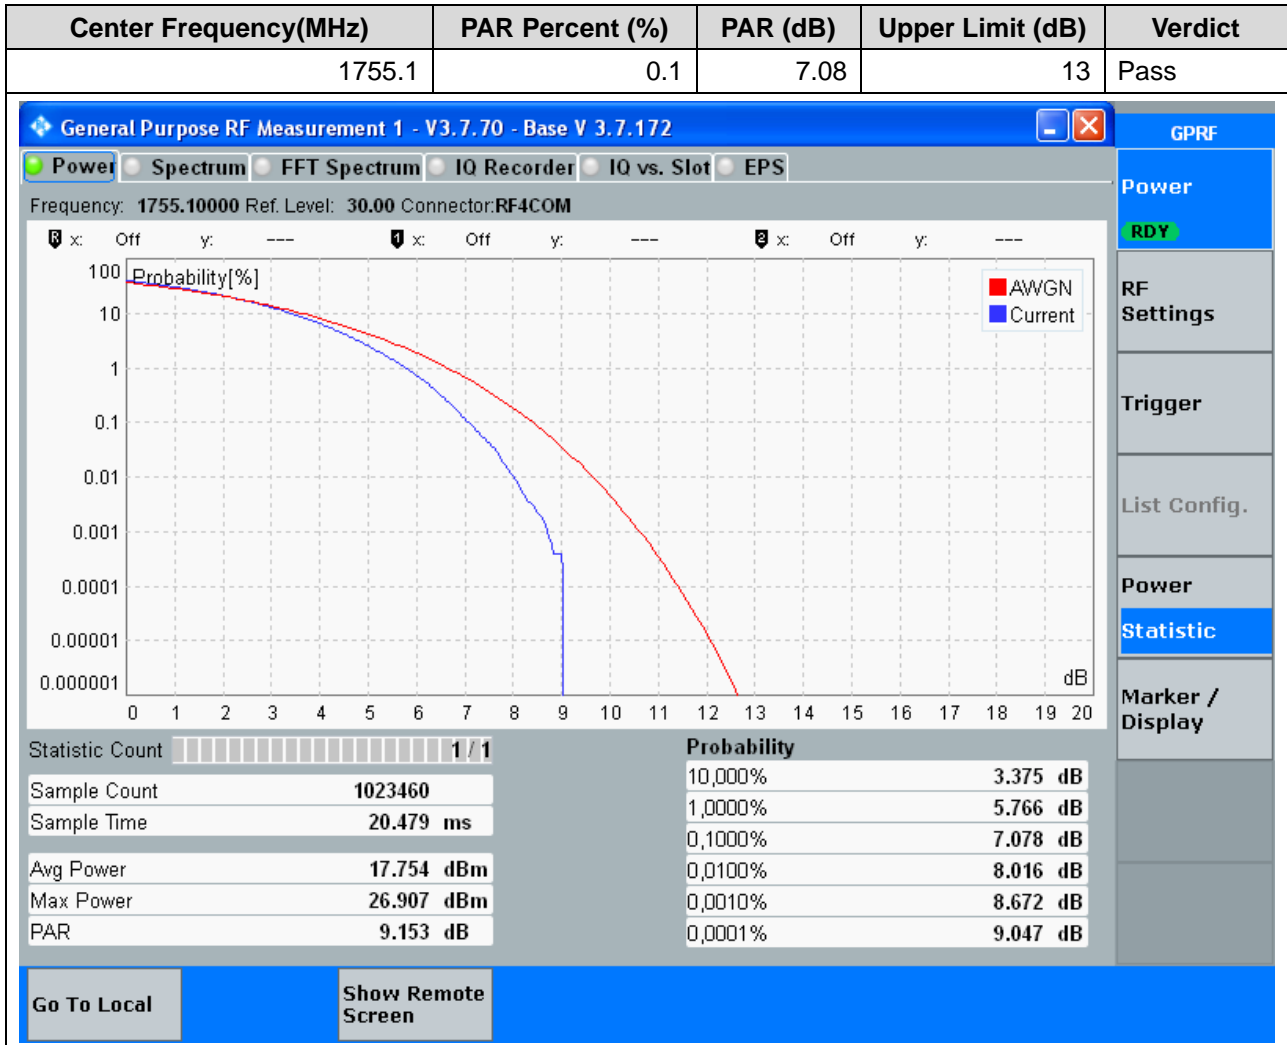 Center Frequency(MHz) PAR Percent (%) PAR (dB) Upper Limit (dB) Verdict
1755.1 0.1 7.08 13 Pass
General Purpose RF Measurement 1 - V3.7.70 - Base V 3.7.172
GPRF
Power Spectrum FFT Spectrum IQ Recorder IQ vs. Slot EPS
Power
RDY
Frequency: 1755.10000 Ref. Level: 30.00 Connector:RF4COM
R x: Off y: --- 1 x: Off y: --- 2 x: Off y: ---
Probability[%]
AWGN
Current
100
10
1
0.1
0.01
0.001
0.0001
0.00001
0.000001
dB
0 1 2 3 4 5 6 7 8 9 10 11 12 13 14 15 16 17 18 19 20
RF
Settings
Trigger
List Config.
Power
Statistic
Marker /
Display
Statistic Count 1 / 1
Sample Count 1023460
Sample Time 20.479 ms
Avg Power 17.754 dBm
Max Power 26.907 dBm
PAR 9.153 dB
Probability
10,000% 3.375 dB
1,0000% 5.766 dB
0,1000% 7.078 dB
0,0100% 8.016 dB
0,0010% 8.672 dB
0,0001% 9.047 dB
Go To Local
Show Remote
Screen